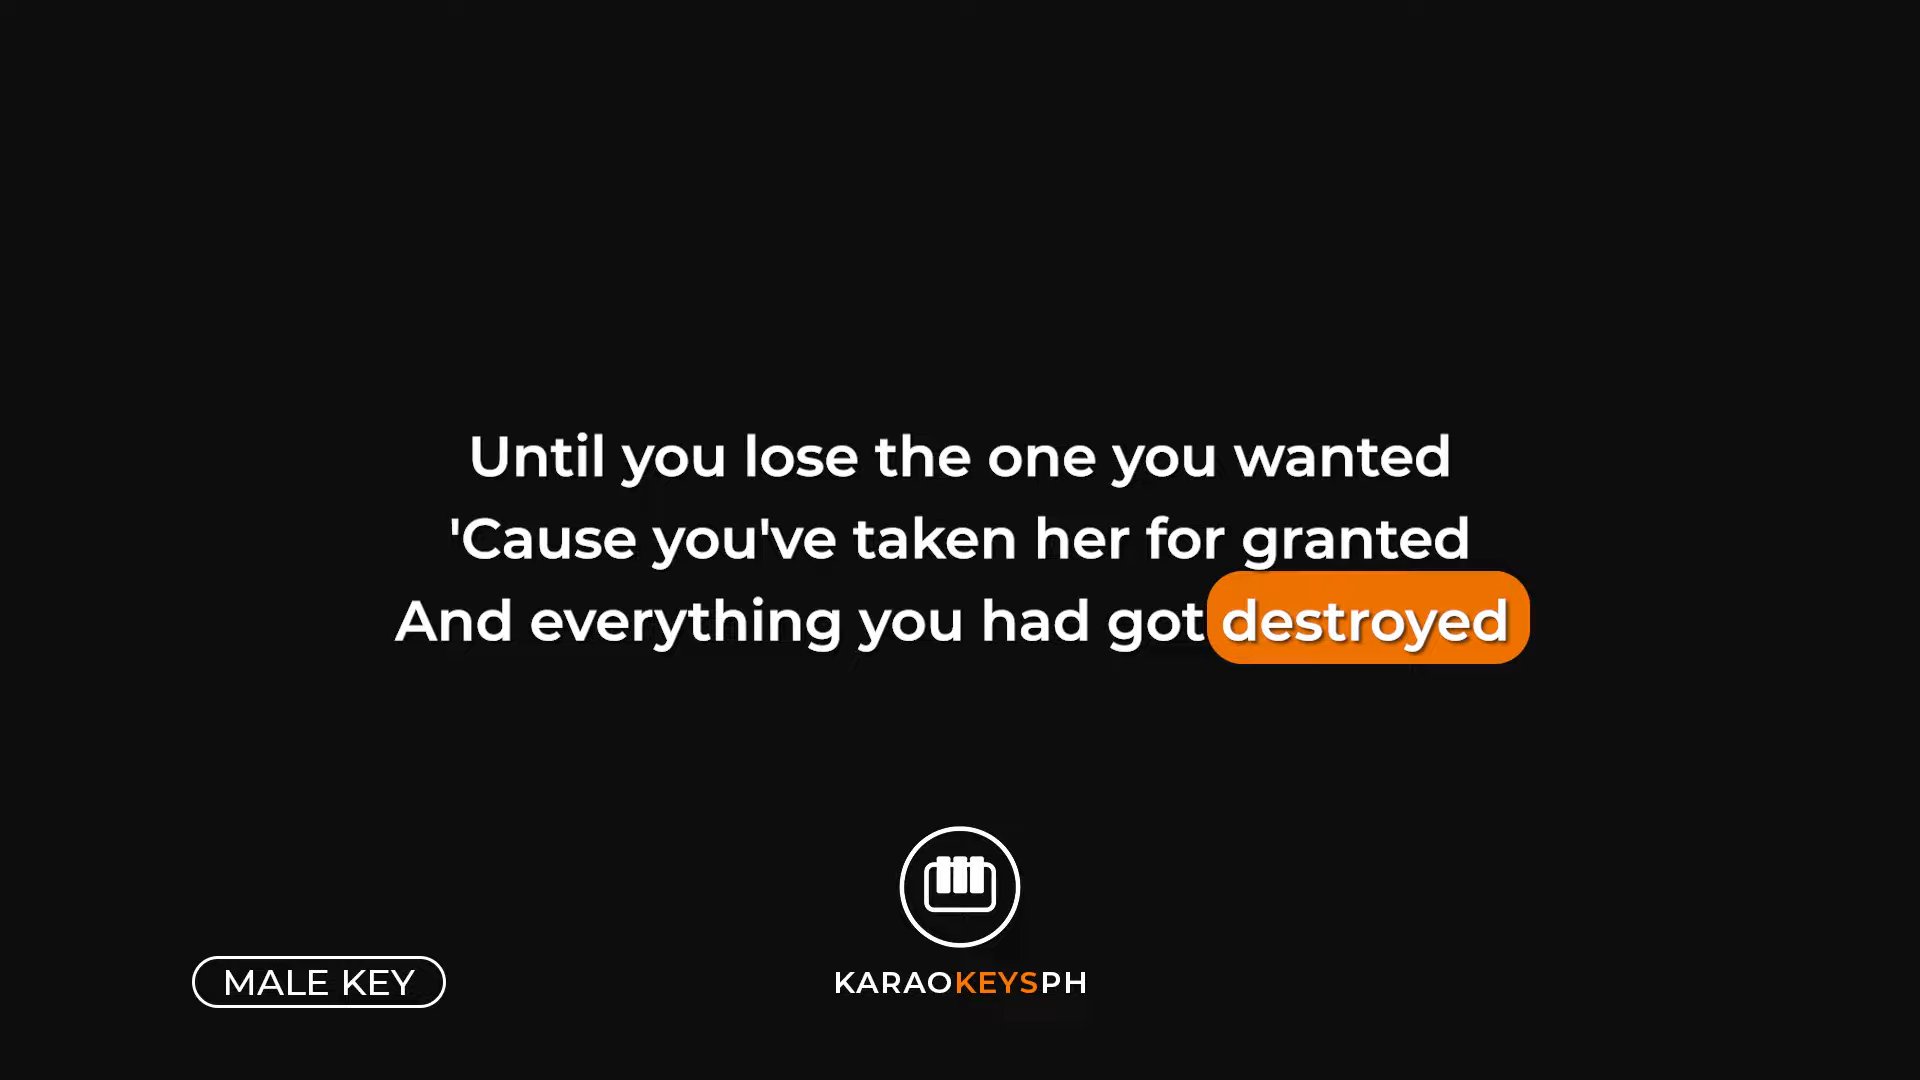 Until you lose the one you wanted
'Cause you've taken her for granted
And everything you had got destroyed
MALE KEY
KARAOKEYSPH